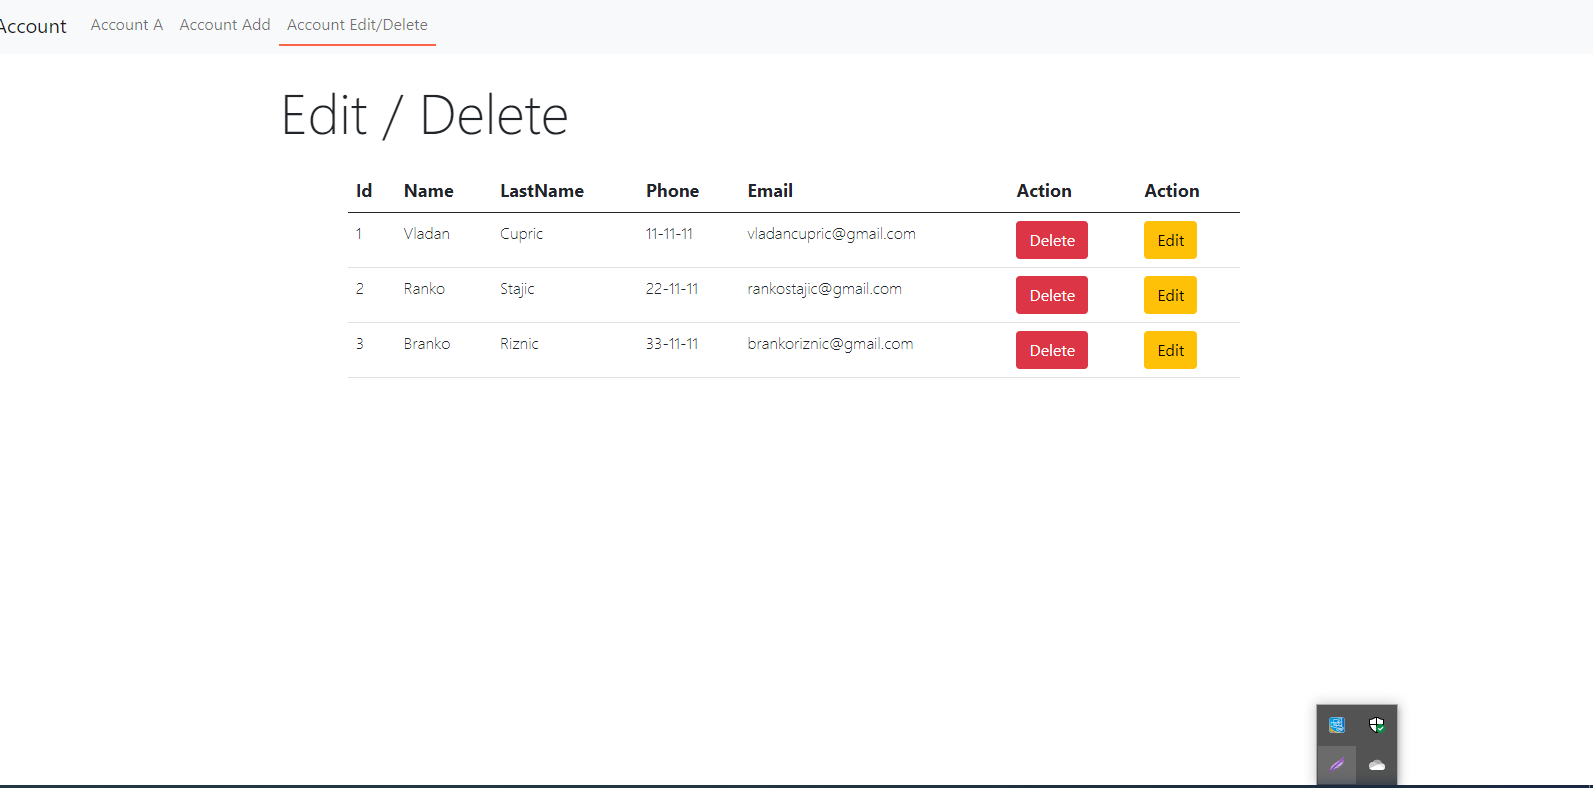 Account Account A Account Add Account Edit/Delete
Edit / Delete
Id Name LastName Phone Email Action Action
1 Vladan Cupric 11-11-11 vladancupric@gmail.com Delete Edit
2 Ranko Stajic 22-11-11 rankostajic@gmail.com Delete Edit
3 Branko Riznic 33-11-11 brankoriznic@gmail.com Delete Edit